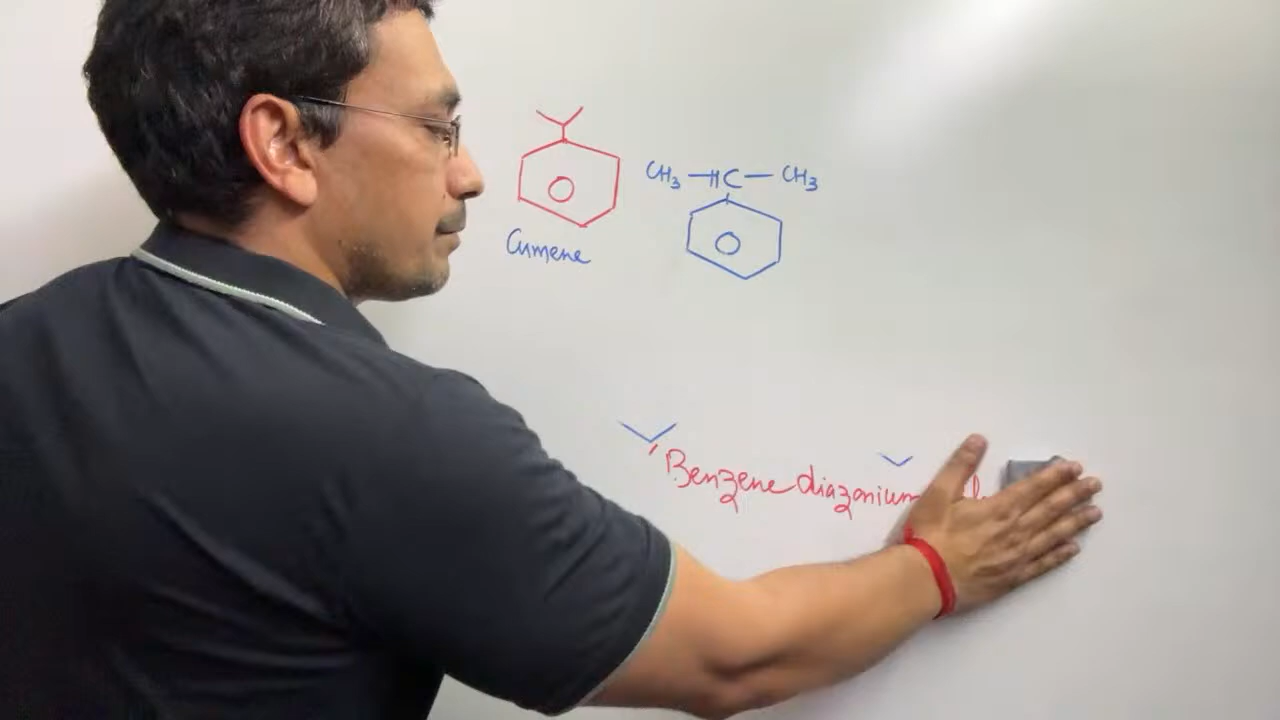 CH3 — HC — CH3
Cumene
Benzene diazonium